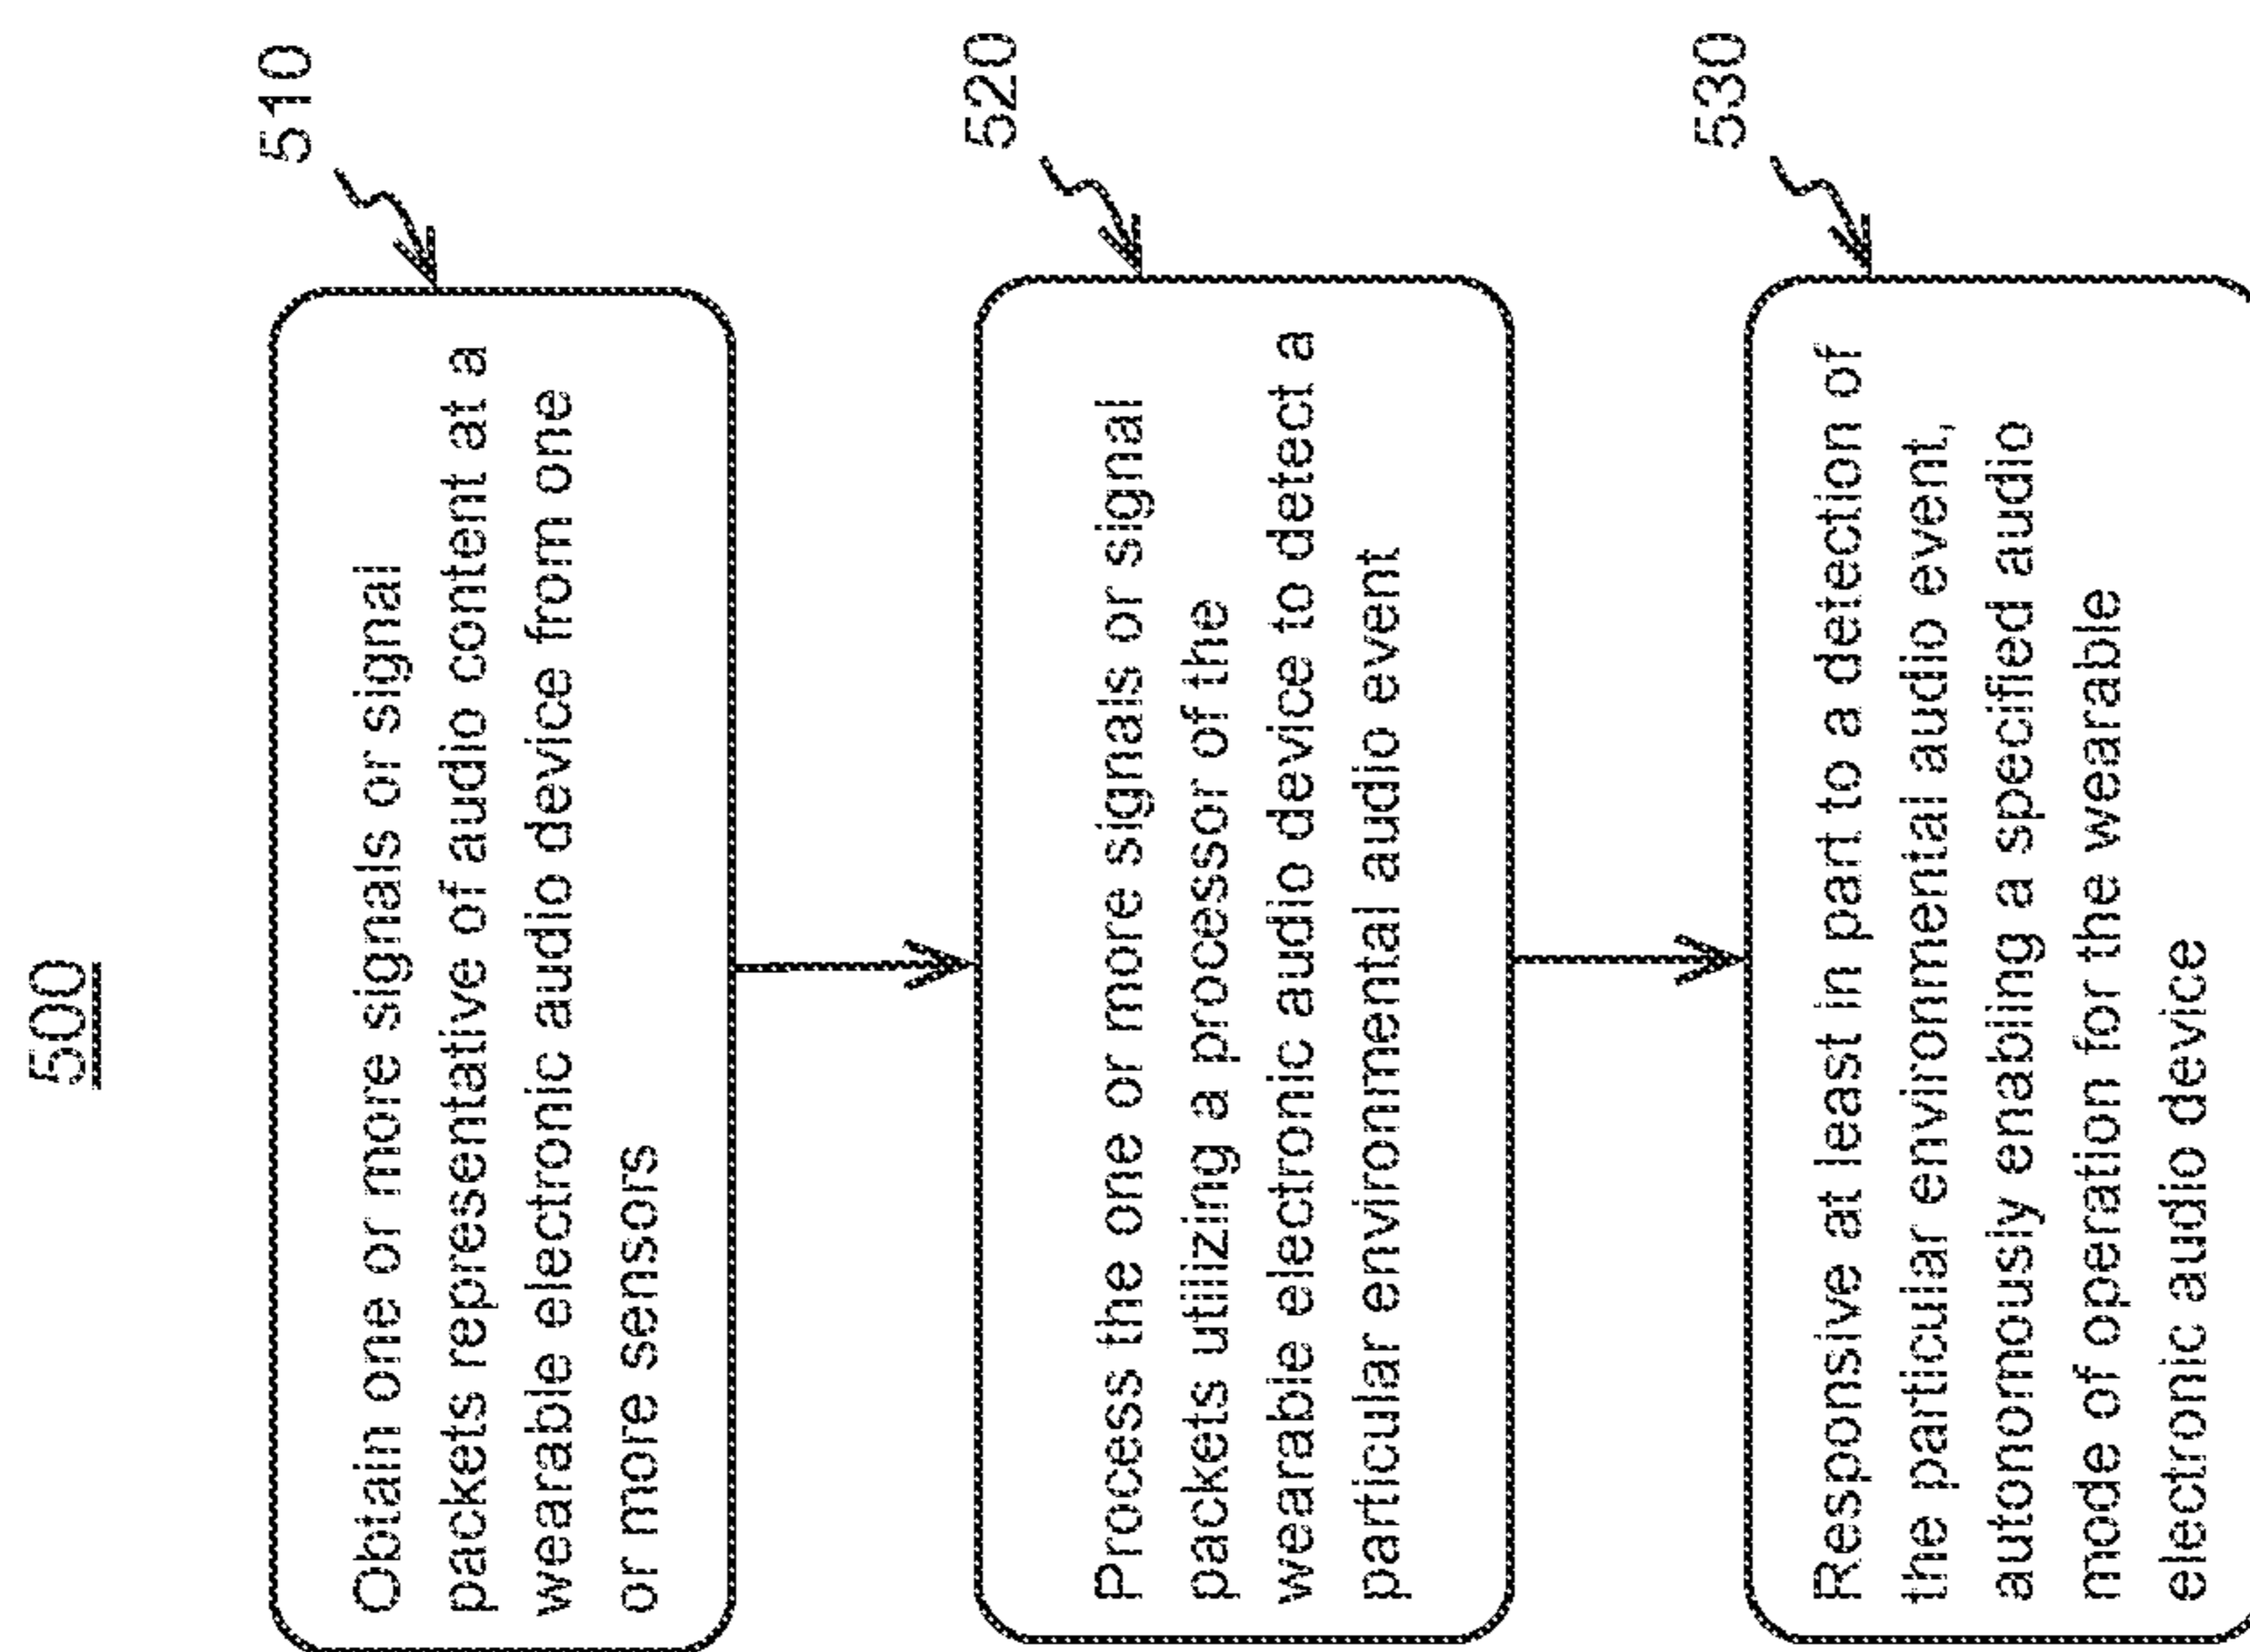 500
510
Obtain one or more signals or signal
packets representative of audio content at a
wearable electronic audio device from one
or more sensors
520
Process the one or more signals or signal
packets utilizing a processor of the
wearable electronic audio device to detect a
particular environmental audio event
530
Responsive at least in part to a detection of
the particular environmental audio event,
autonomously enabling a specified audio
mode of operation for the wearable
electronic audio device